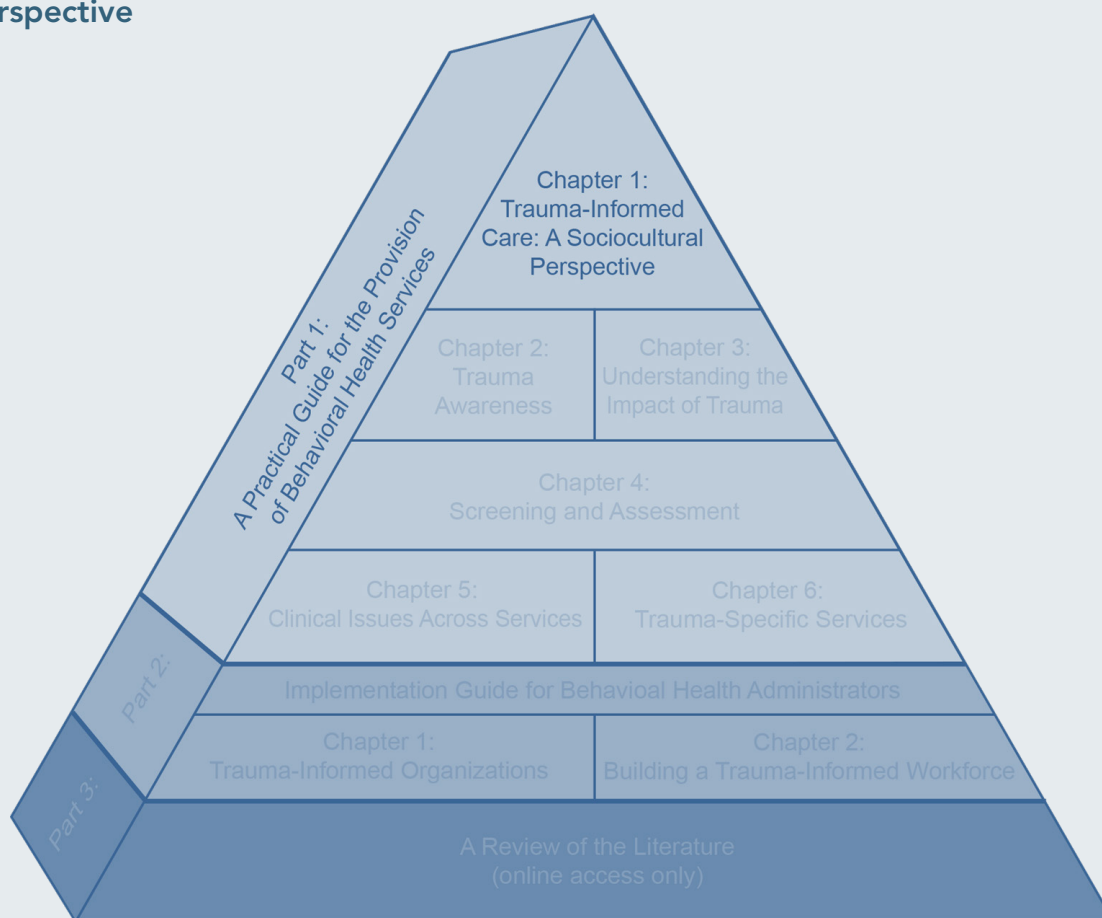 rspective
Part 1:
A Practical Guide for the Provision
of Behavioral Health Services
Chapter 1:
Trauma-Informed
Care: A Sociocultural
Perspective
Chapter 2:
Trauma
Awareness
Chapter 3:
Understanding the
Impact of Trauma
Chapter 4:
Screening and Assessment
Chapter 5:
Clinical Issues Across Services
Chapter 6:
Trauma-Specific Services
Part 2:
Implementation Guide for Behavioal Health Administrators
Chapter 1:
Trauma-Informed Organizations
Chapter 2:
Building a Trauma-Informed Workforce
Part 3:
A Review of the Literature
(online access only)